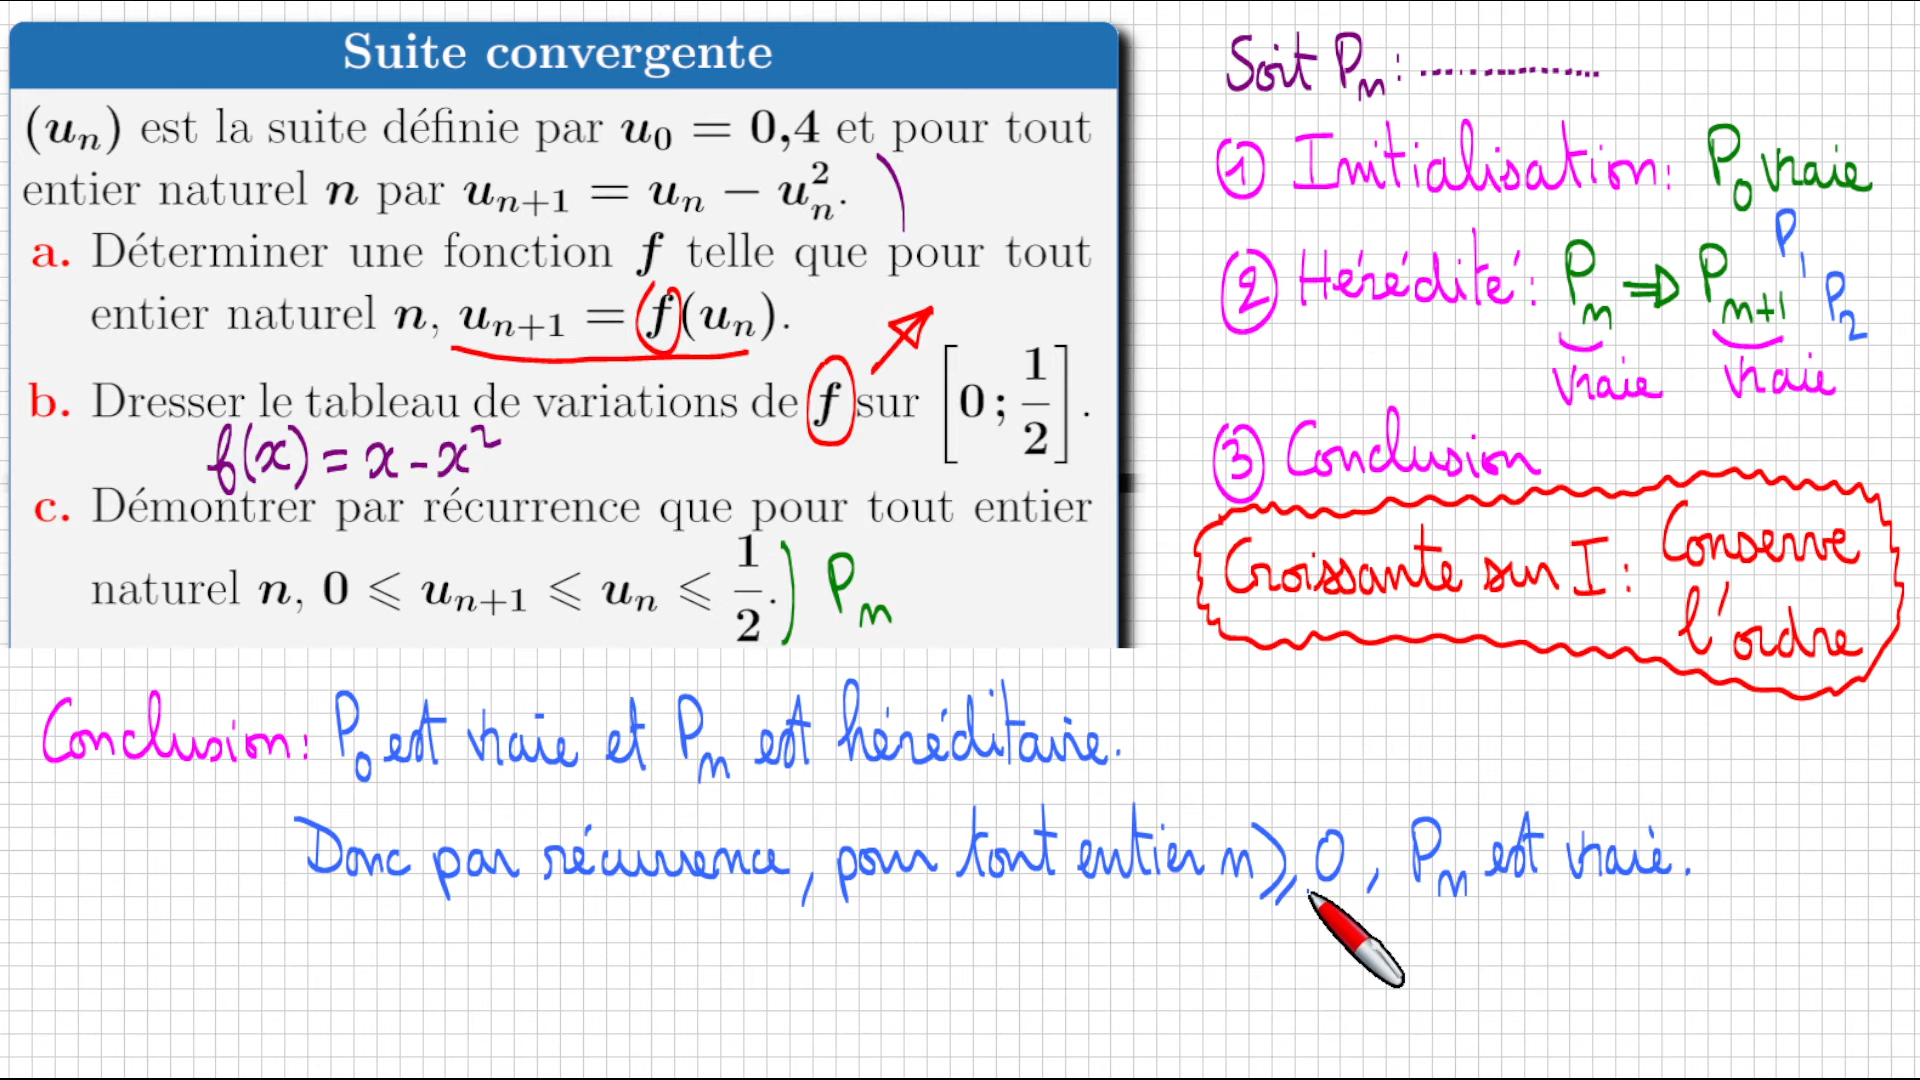 Suite convergente
(uₙ) est la suite définie par u₀ = 0,4 et pour tout
entier naturel n par uₙ₊₁ = uₙ − uₙ².
a. Déterminer une fonction f telle que pour tout
entier naturel n, uₙ₊₁ = f(uₙ).
b. Dresser le tableau de variations de f sur [0 ; 1/2].
f(x) = x - x²
c. Démontrer par récurrence que pour tout entier
naturel n, 0 ⩽ uₙ₊₁ ⩽ uₙ ⩽ 1/2. ) Pₙ
Soit Pₙ : ...............
① Initialisation : P₀ vraie
② Hérédité : Pₙ ⇒ Pₙ₊₁ P₁ P₂
vraie vraie
③ Conclusion
Croissante sur I : Conserve
l'ordre
Conclusion : P₀ est vraie et Pₙ est héréditaire.
Donc par récurrence, pour tout entier n ⩾ 0, Pₙ est vraie.